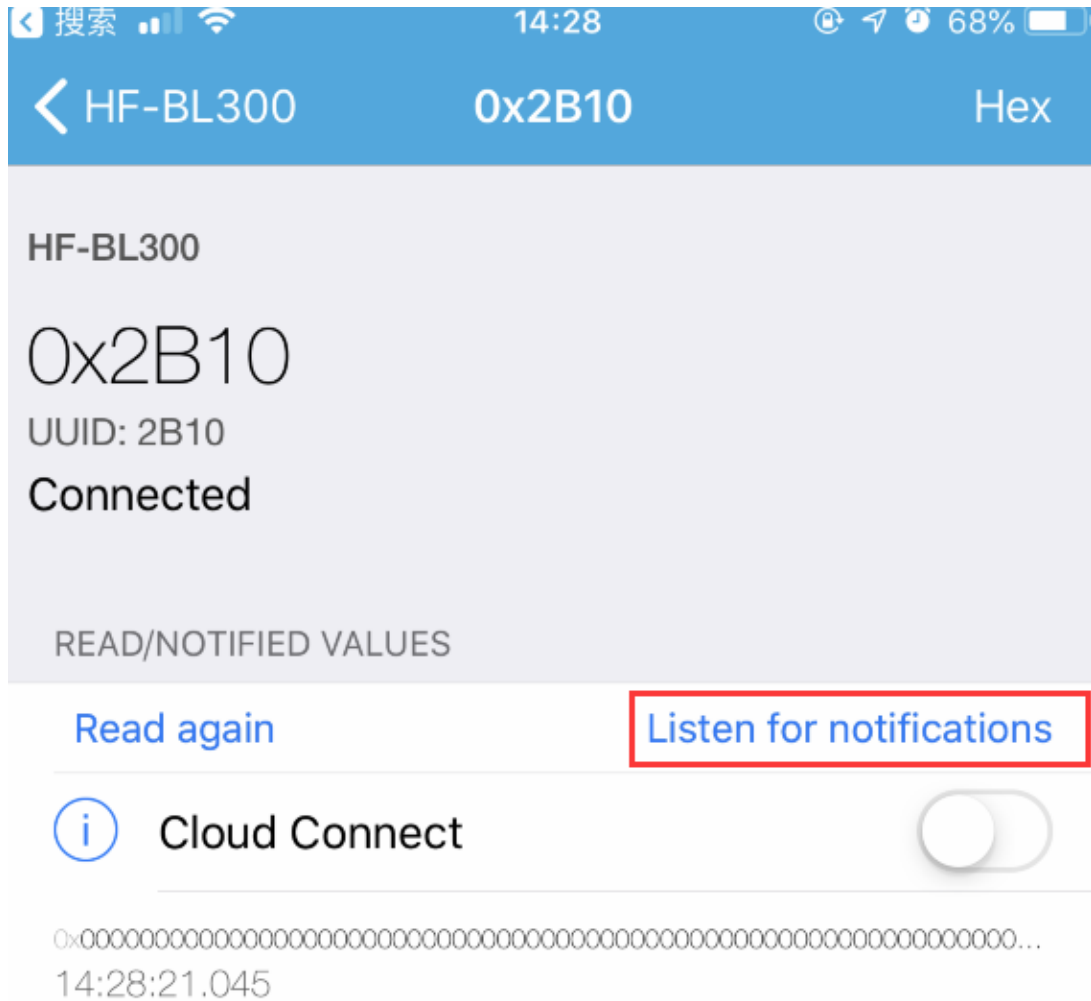 搜索 14:28 68%
HF-BL300 0x2B10 Hex
HF-BL300
0x2B10
UUID: 2B10
Connected
READ/NOTIFIED VALUES
Read again Listen for notifications
i Cloud Connect
14:28:21.045